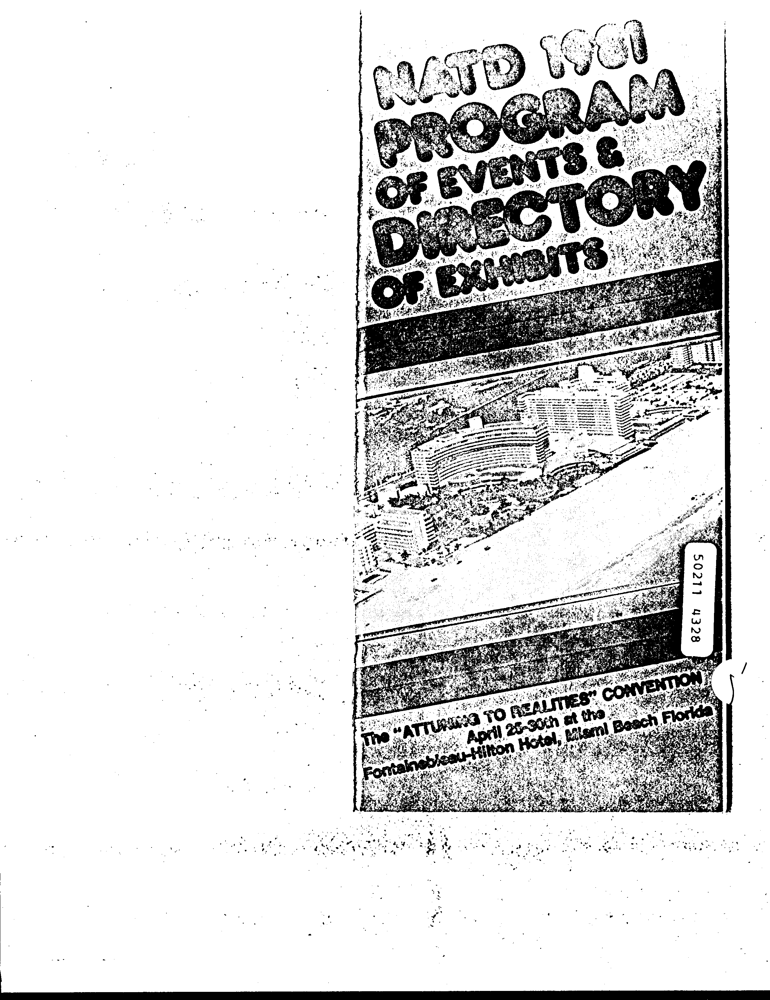 NATD 1981
PROGRAM
OF EVENTS &
DIRECTORY
OF EXHIBITS
50211 4328
The "ATTUNING TO REALITIES" CONVENTION
April 26-30th at the
Fontainebleau-Hilton Hotel, Miami Beach Florida